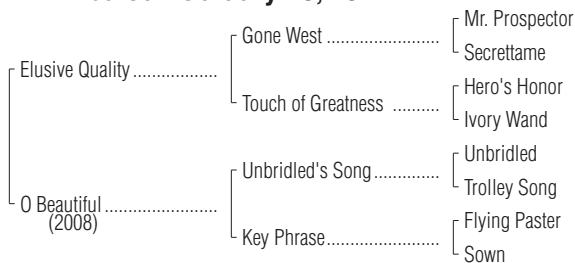 Mr. Prospector
Gone West
Secrettame
Elusive Quality
Hero's Honor
Touch of Greatness
Ivory Wand
Unbridled
Unbridled's Song
Trolley Song
O Beautiful
(2008)
Flying Paster
Key Phrase
Sown